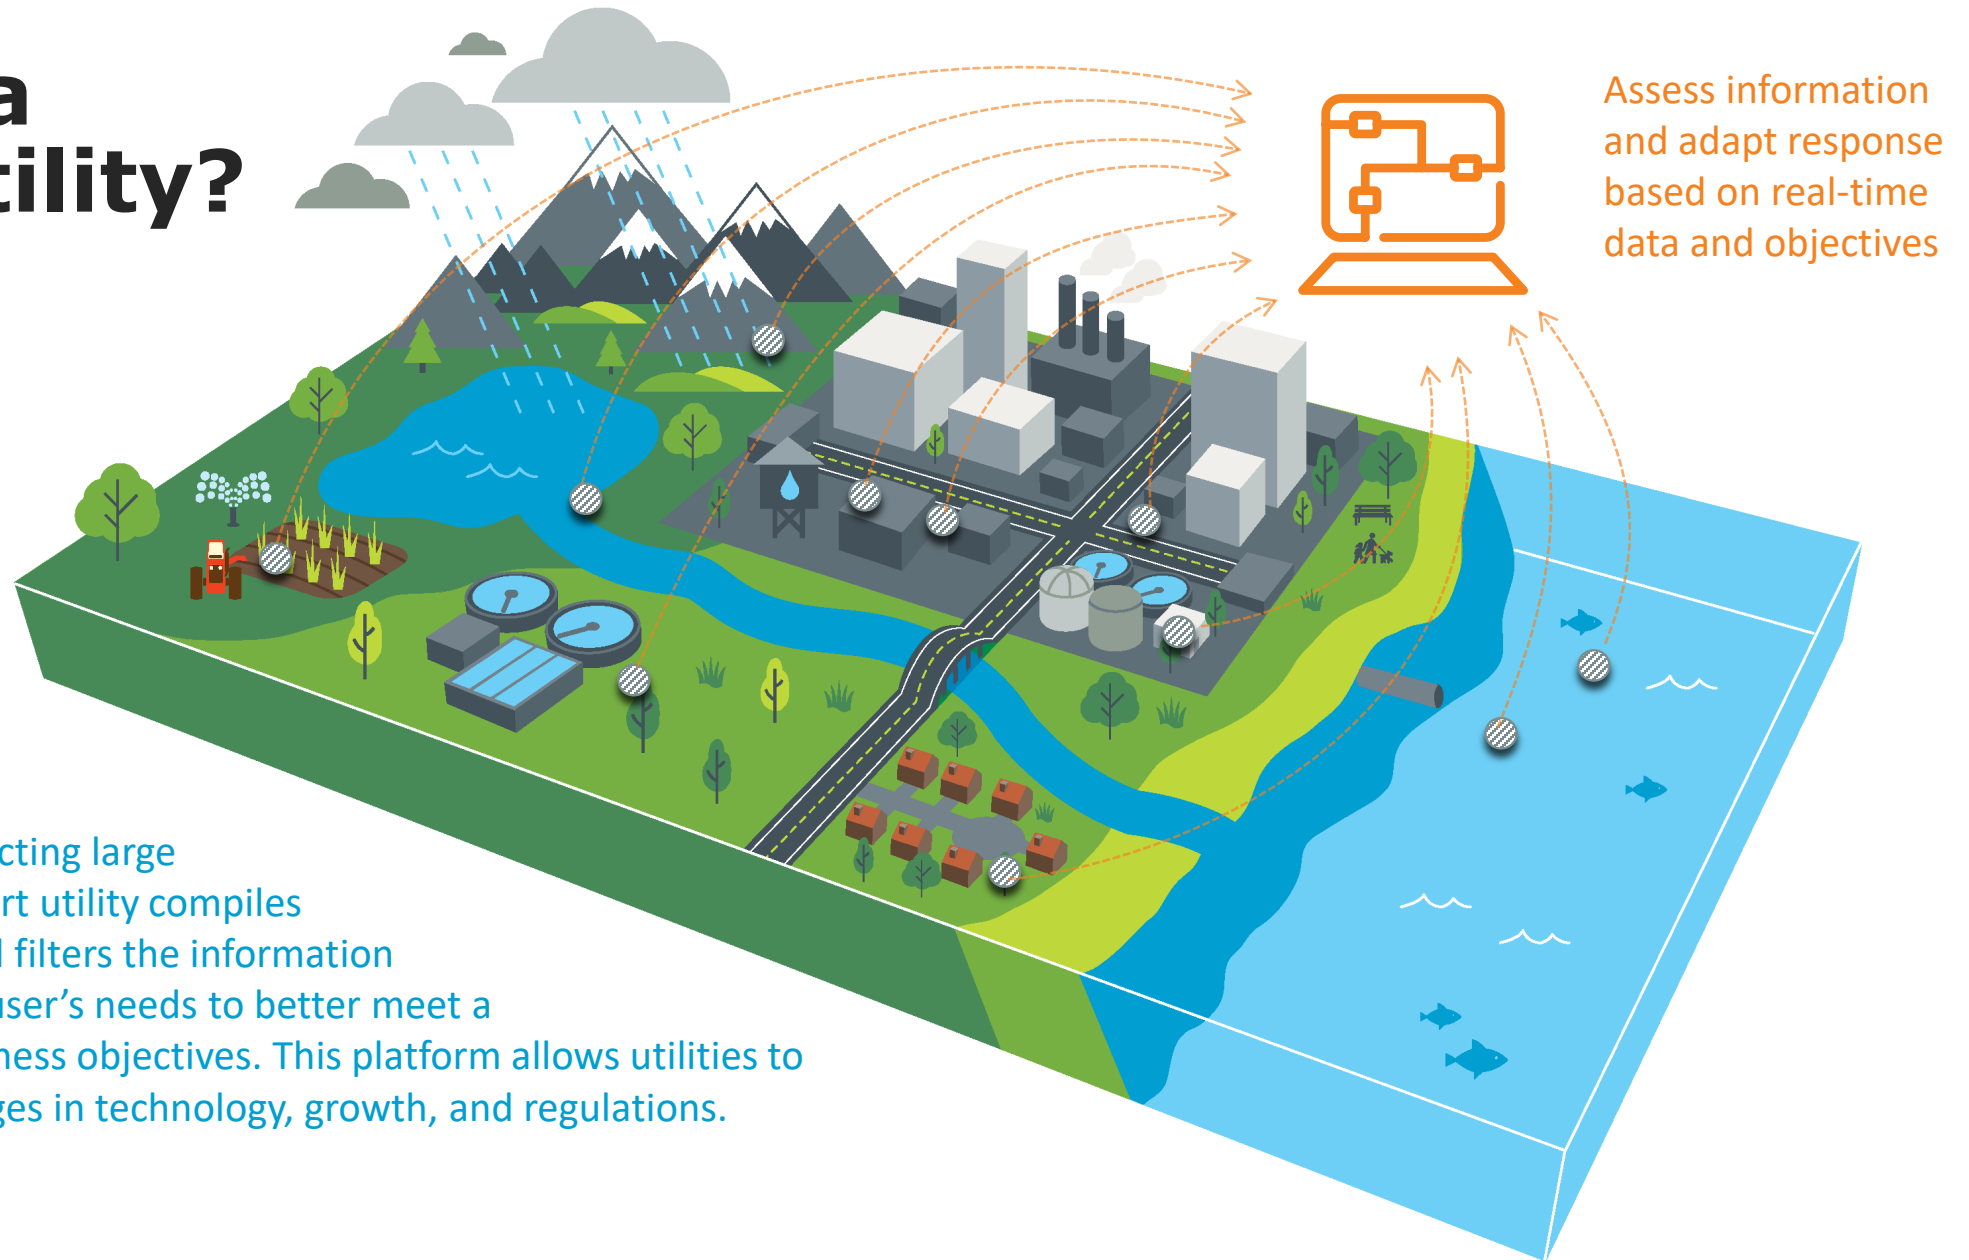 a
tility?
Assess information
and adapt response
based on real-time
data and objectives
cting large
rt utility compiles
filters the information
user's needs to better meet a
ness objectives. This platform allows utilities to
ges in technology, growth, and regulations.